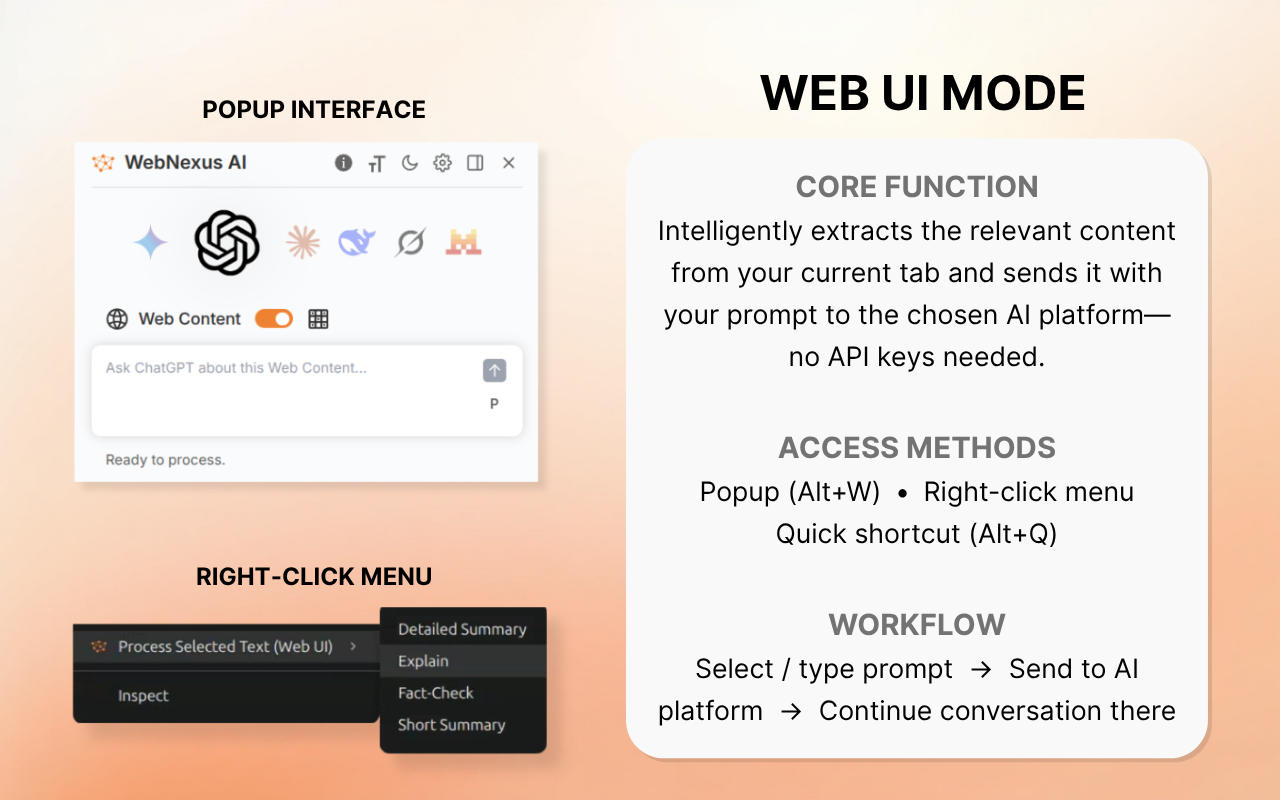 POPUP INTERFACE
WebNexus AI
Web Content
Ask ChatGPT about this Web Content...
P
Ready to process.
RIGHT-CLICK MENU
Process Selected Text (Web UI)
Inspect
Detailed Summary
Explain
Fact-Check
Short Summary
WEB UI MODE
CORE FUNCTION
Intelligently extracts the relevant content
from your current tab and sends it with
your prompt to the chosen AI platform—
no API keys needed.
ACCESS METHODS
Popup (Alt+W) • Right-click menu
Quick shortcut (Alt+Q)
WORKFLOW
Select / type prompt → Send to AI
platform → Continue conversation there